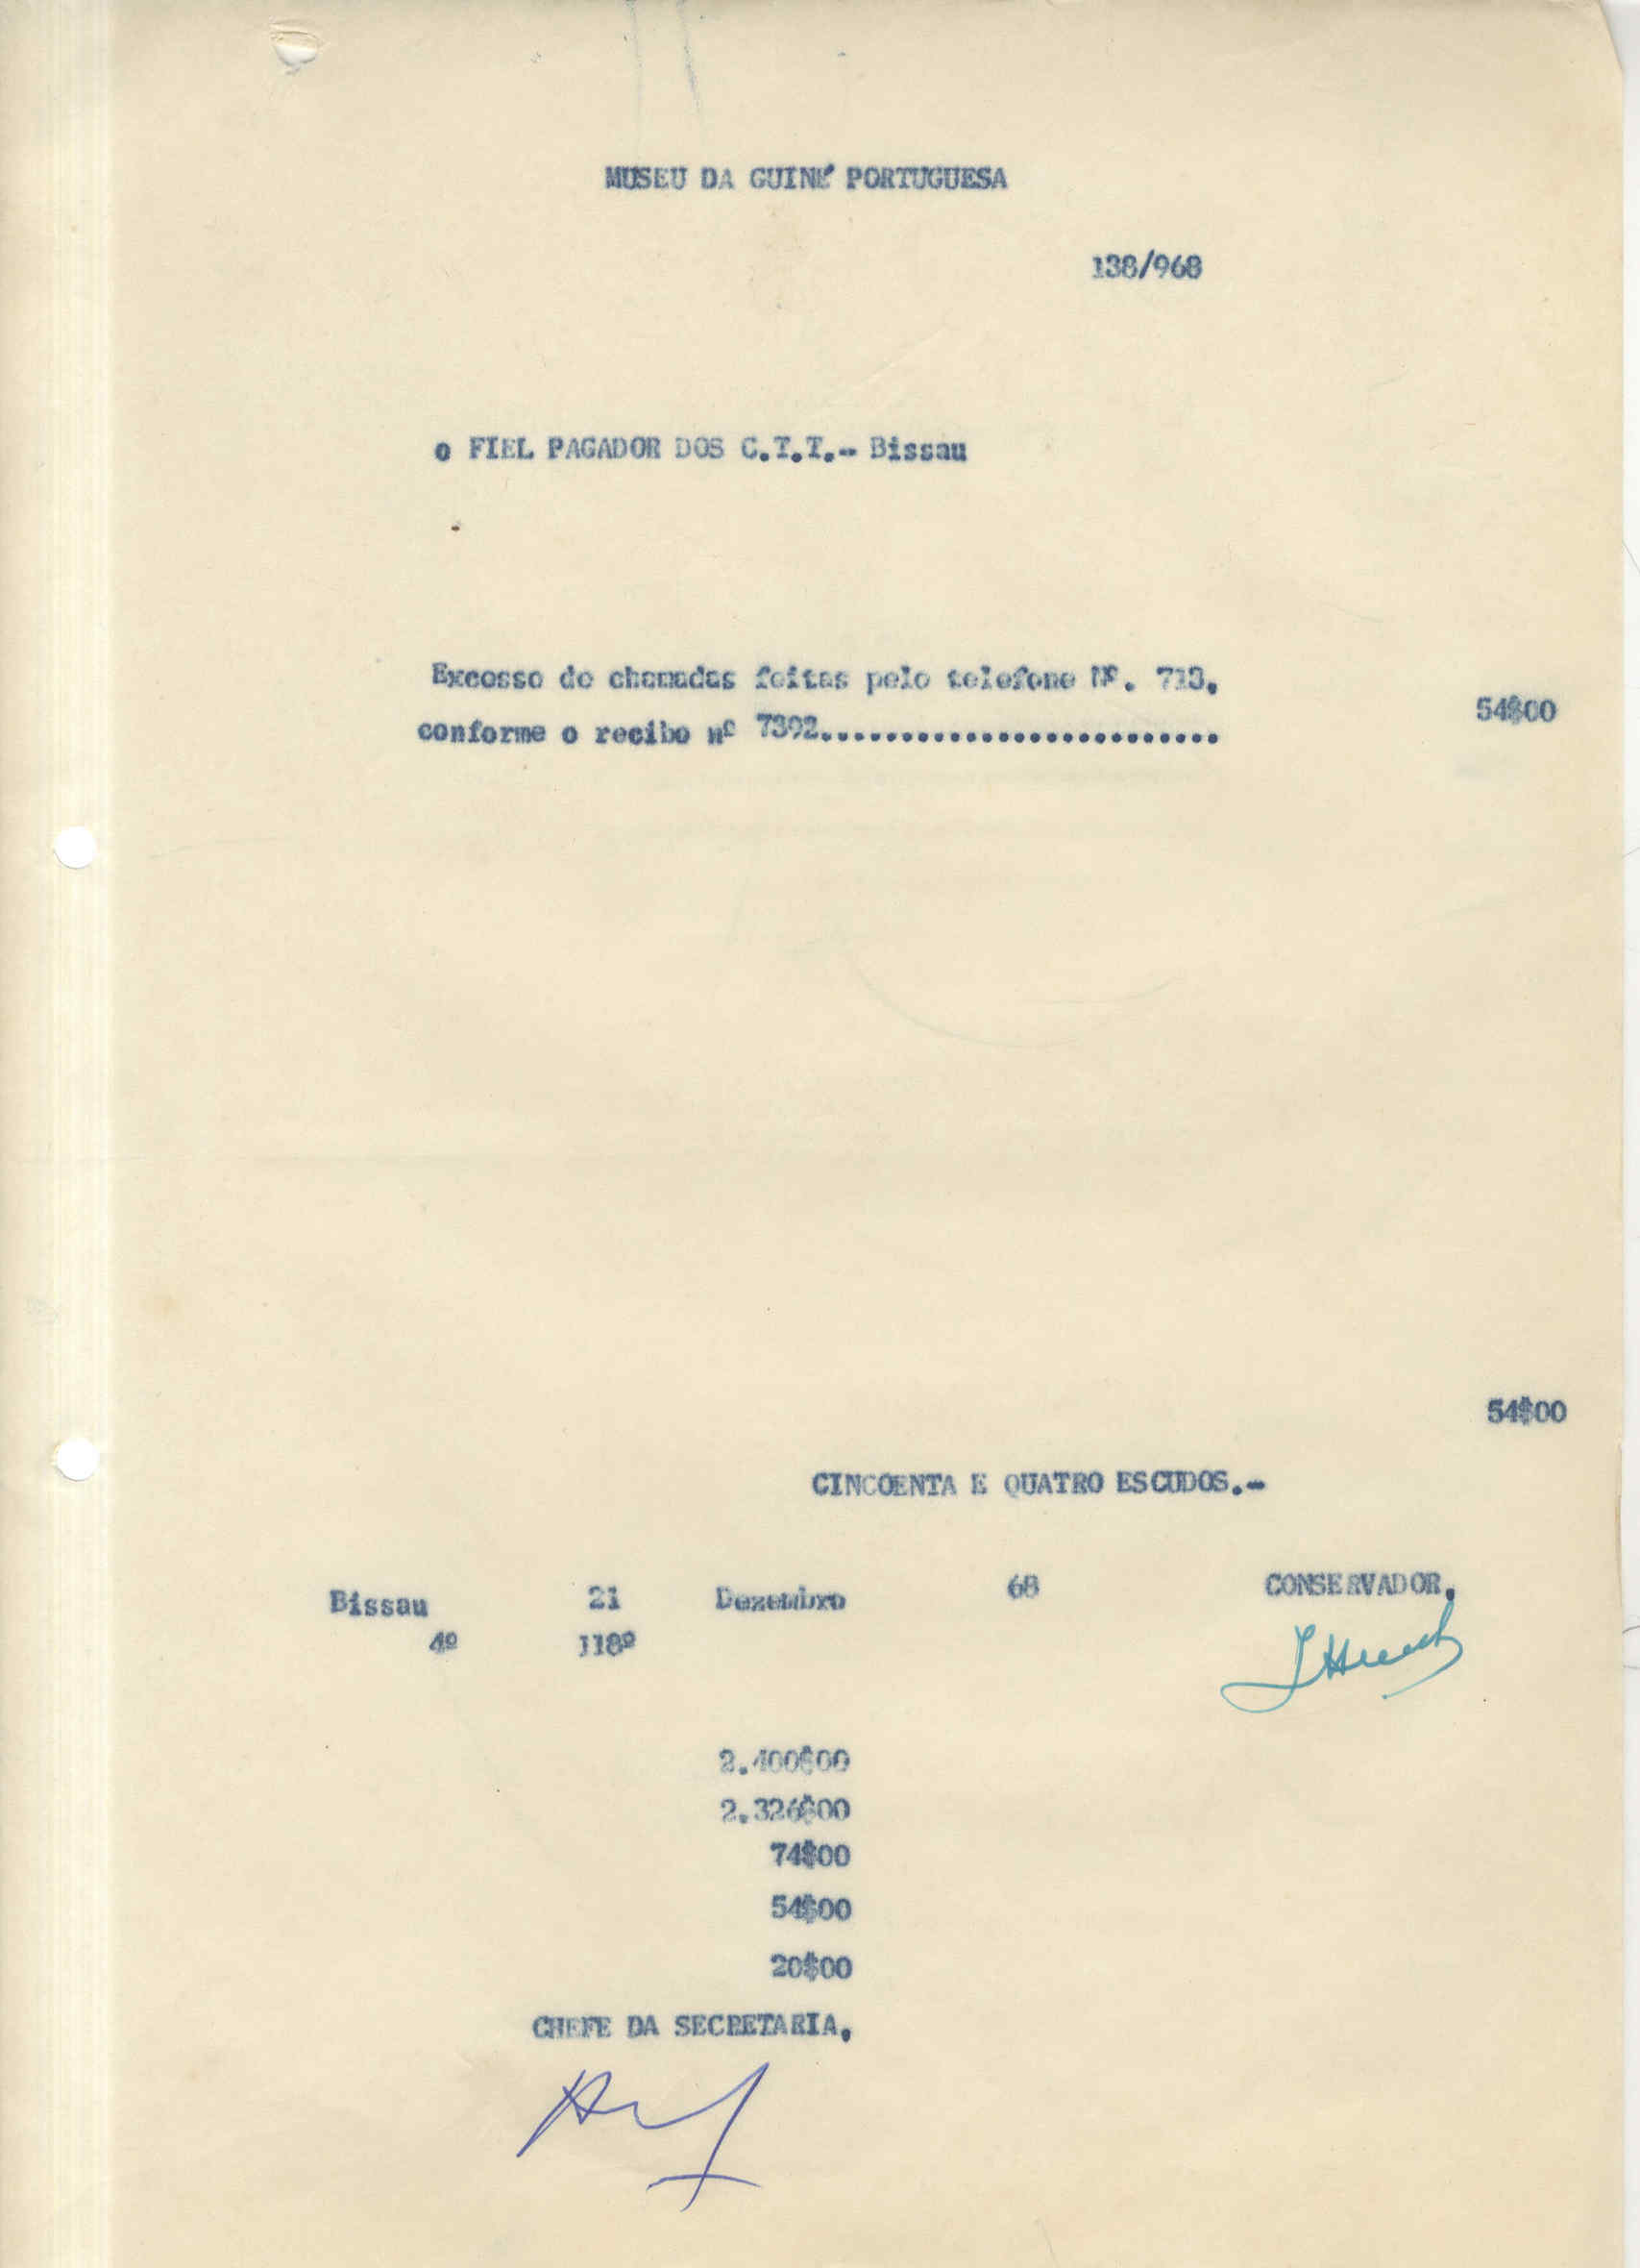 MUSEU DA GUINÉ PORTUGUESA
138/968
o FIEL PAGADOR DOS C.T.T.- Bissau
Excesso de chamadas feitas pelo telefone Nº. 713.
conforme o recibo nº 7392......................... 54$00
54$00
CINCOENTA E QUATRO ESCUDOS.-
Bissau 21 Dezembro 68 CONSERVADOR,
4º 118º
2.400$00
2.326$00
74$00
54$00
20$00
CHEFE DA SECRETARIA,